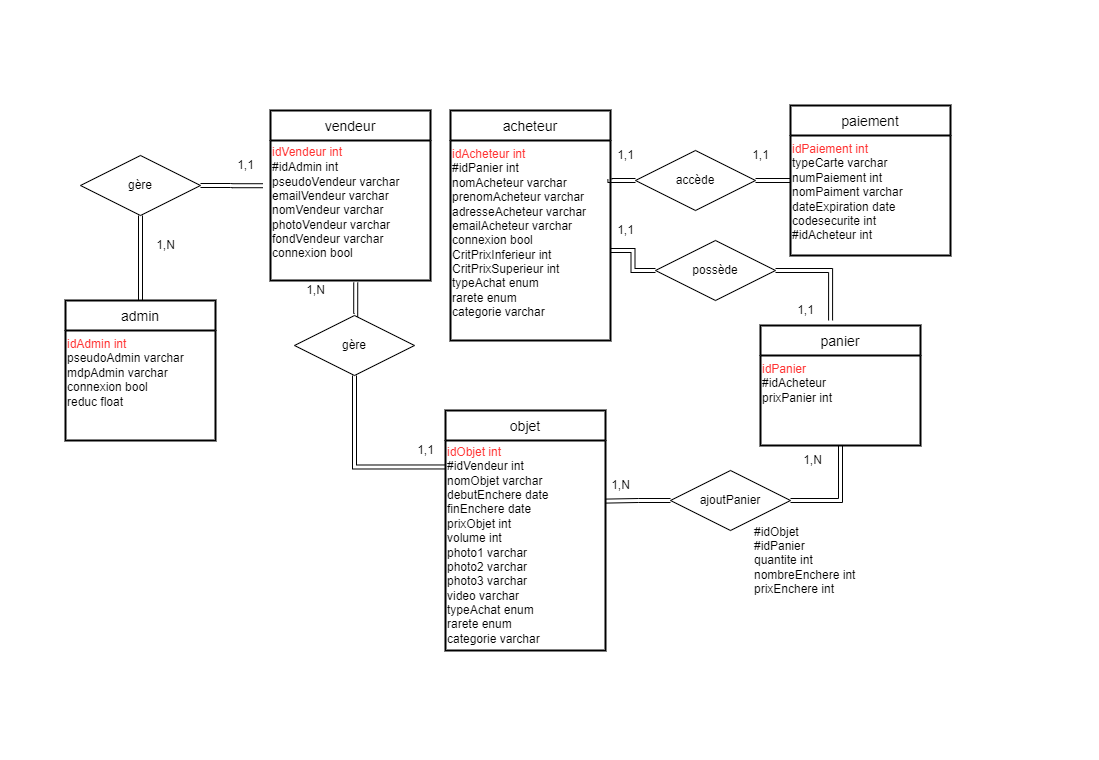 vendeur
idVendeur int
#idAdmin int
pseudoVendeur varchar
emailVendeur varchar
nomVendeur varchar
photoVendeur varchar
fondVendeur varchar
connexion bool
acheteur
idAcheteur int
#idPanier int
nomAcheteur varchar
prenomAcheteur varchar
adresseAcheteur varchar
emailAcheteur varchar
connexion bool
CritPrixInferieur int
CritPrixSuperieur int
typeAchat enum
rarete enum
categorie varchar
paiement
idPaiement int
typeCarte varchar
numPaiement int
nomPaiment varchar
dateExpiration date
codesecurite int
#idAcheteur int
gère
1,1
1,N
1,1
accède
1,1
1,1
possède
1,1
admin
idAdmin int
pseudoAdmin varchar
mdpAdmin varchar
connexion bool
reduc float
1,N
gère
1,1
panier
idPanier
#idAcheteur
prixPanier int
objet
idObjet int
#idVendeur int
nomObjet varchar
debutEnchere date
finEnchere date
prixObjet int
volume int
photo1 varchar
photo2 varchar
photo3 varchar
video varchar
typeAchat enum
rarete enum
categorie varchar
1,N
1,N
ajoutPanier
#idObjet
#idPanier
quantite int
nombreEnchere int
prixEnchere int